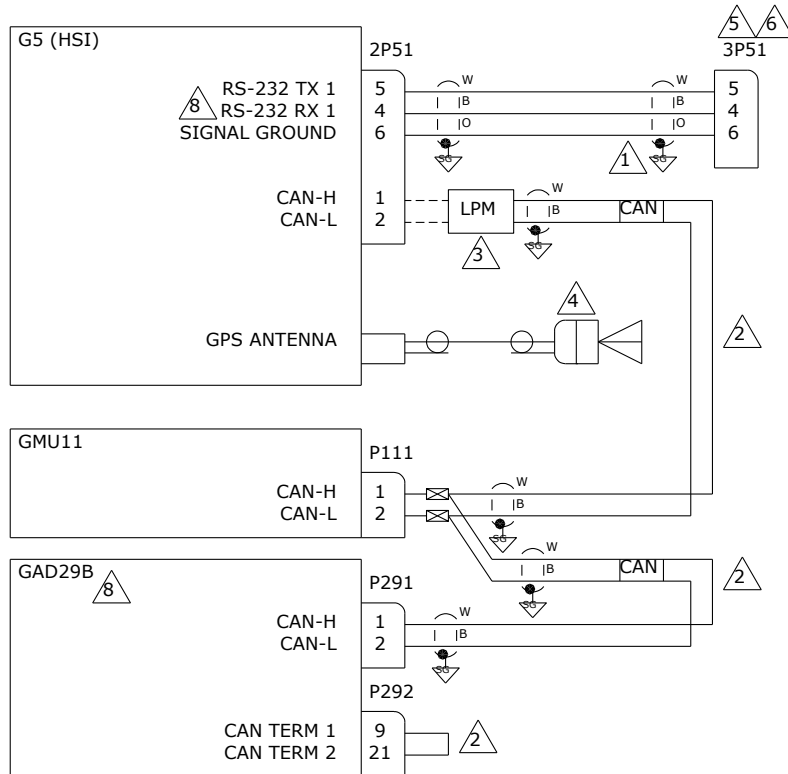 5 6
G5 (HSI)
2P51
3P51
RS-232 TX 1 5 W W 5
8 RS-232 RX 1 4 B B 4
SIGNAL GROUND 6 O O 6
SG 1 SG
CAN-H 1 LPM W CAN
CAN-L 2 B
3 SG
4
GPS ANTENNA 2
GMU11
P111
CAN-H 1 W
CAN-L 2 B
SG
GAD29B
8
W CAN
B 2
P291 SG
CAN-H 1 W
CAN-L 2 B
SG
P292
CAN TERM 1 9
CAN TERM 2 21 2